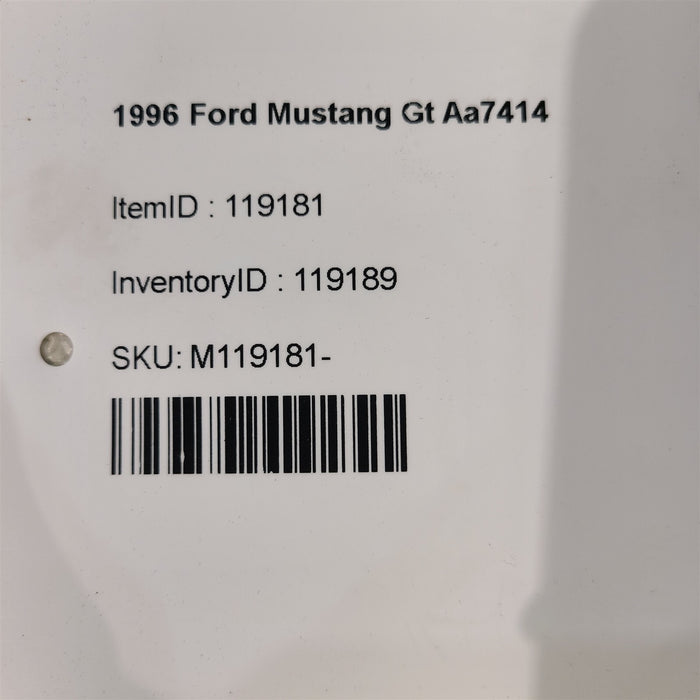 1996 Ford Mustang Gt Aa7414
ItemID : 119181
InventoryID : 119189
SKU: M119181-